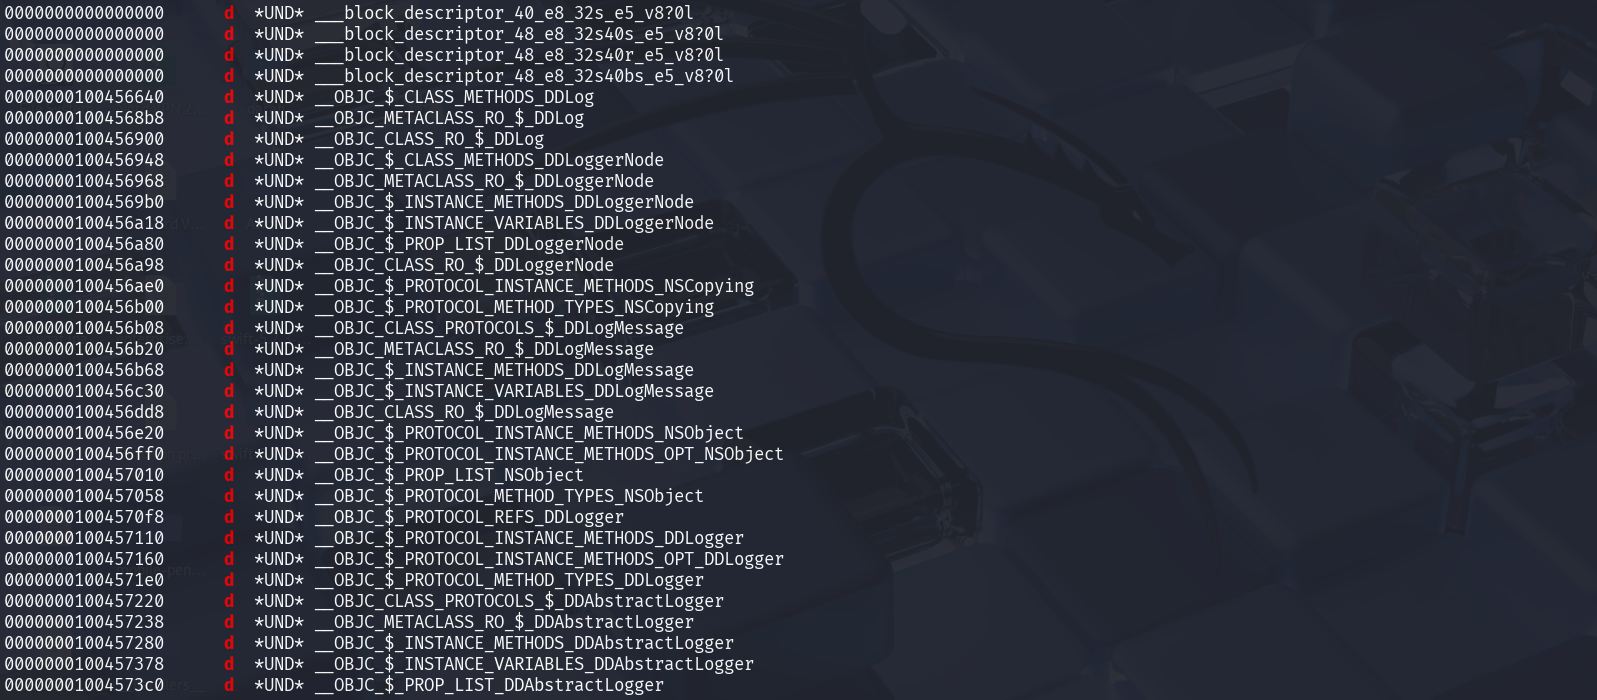 0000000000000000 d *UND* ___block_descriptor_40_e8_32s_e5_v8?0l
0000000000000000 d *UND* ___block_descriptor_48_e8_32s40s_e5_v8?0l
0000000000000000 d *UND* ___block_descriptor_48_e8_32s40r_e5_v8?0l
0000000000000000 d *UND* ___block_descriptor_48_e8_32s40bs_e5_v8?0l
0000000100456640 d *UND* __OBJC_$_CLASS_METHODS_DDLog
00000001004568b8 d *UND* __OBJC_METACLASS_RO_$_DDLog
0000000100456900 d *UND* __OBJC_CLASS_RO_$_DDLog
0000000100456948 d *UND* __OBJC_$_CLASS_METHODS_DDLoggerNode
0000000100456968 d *UND* __OBJC_METACLASS_RO_$_DDLoggerNode
00000001004569b0 d *UND* __OBJC_$_INSTANCE_METHODS_DDLoggerNode
0000000100456a18 d *UND* __OBJC_$_INSTANCE_VARIABLES_DDLoggerNode
0000000100456a80 d *UND* __OBJC_$_PROP_LIST_DDLoggerNode
0000000100456a98 d *UND* __OBJC_CLASS_RO_$_DDLoggerNode
0000000100456ae0 d *UND* __OBJC_$_PROTOCOL_INSTANCE_METHODS_NSCopying
0000000100456b00 d *UND* __OBJC_$_PROTOCOL_METHOD_TYPES_NSCopying
0000000100456b08 d *UND* __OBJC_CLASS_PROTOCOLS_$_DDLogMessage
0000000100456b20 d *UND* __OBJC_METACLASS_RO_$_DDLogMessage
0000000100456b68 d *UND* __OBJC_$_INSTANCE_METHODS_DDLogMessage
0000000100456c30 d *UND* __OBJC_$_INSTANCE_VARIABLES_DDLogMessage
0000000100456dd8 d *UND* __OBJC_CLASS_RO_$_DDLogMessage
0000000100456e20 d *UND* __OBJC_$_PROTOCOL_INSTANCE_METHODS_NSObject
0000000100456ff0 d *UND* __OBJC_$_PROTOCOL_INSTANCE_METHODS_OPT_NSObject
0000000100457010 d *UND* __OBJC_$_PROP_LIST_NSObject
0000000100457058 d *UND* __OBJC_$_PROTOCOL_METHOD_TYPES_NSObject
00000001004570f8 d *UND* __OBJC_$_PROTOCOL_REFS_DDLogger
0000000100457110 d *UND* __OBJC_$_PROTOCOL_INSTANCE_METHODS_DDLogger
0000000100457160 d *UND* __OBJC_$_PROTOCOL_INSTANCE_METHODS_OPT_DDLogger
00000001004571e0 d *UND* __OBJC_$_PROTOCOL_METHOD_TYPES_DDLogger
0000000100457220 d *UND* __OBJC_CLASS_PROTOCOLS_$_DDAbstractLogger
0000000100457238 d *UND* __OBJC_METACLASS_RO_$_DDAbstractLogger
0000000100457280 d *UND* __OBJC_$_INSTANCE_METHODS_DDAbstractLogger
0000000100457378 d *UND* __OBJC_$_INSTANCE_VARIABLES_DDAbstractLogger
00000001004573c0 d *UND* __OBJC_$_PROP_LIST_DDAbstractLogger